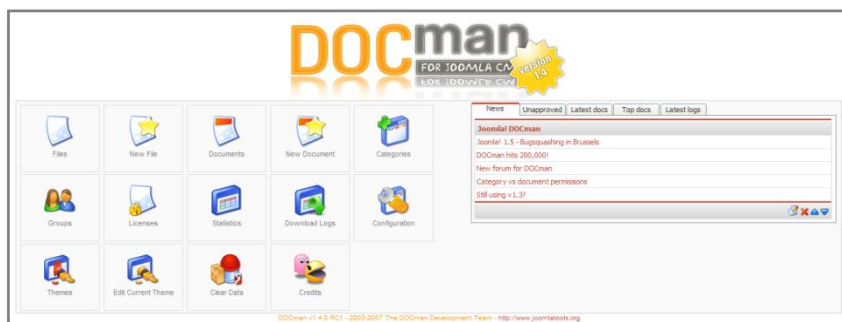 DOCman
FOR JOOMLA CM
version
1.4
News Unapproved Latest docs Top docs Latest logs
Joomla! DOCman
Joomla! 1.5 - Bugsquashing in Brussels
DOCman hits 200,000!
New forum for DOCman
Category vs document permissions
Still using v1.3?
Files New File Documents New Document Categories
Groups Licenses Statistics Download Logs Configuration
Themes Edit Current Theme Clear Data Credits
DOCman v1.4.0 RC1 - 2003-2007 The DOCman Development Team - http://www.joomlatools.org